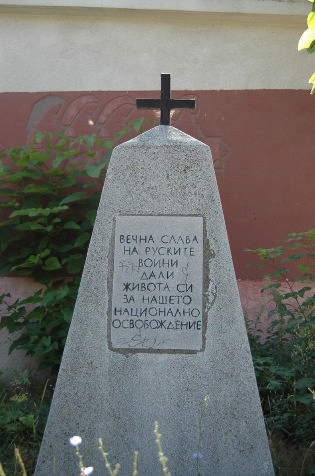 ВЕЧНА СЛАВА
НА РУСКИТЕ
ВОИНИ
ДАЛИ
ЖИВОТА СИ
ЗА НАШЕТО
НАЦИОНАЛНО
ОСВОБОЖДЕНИЕ